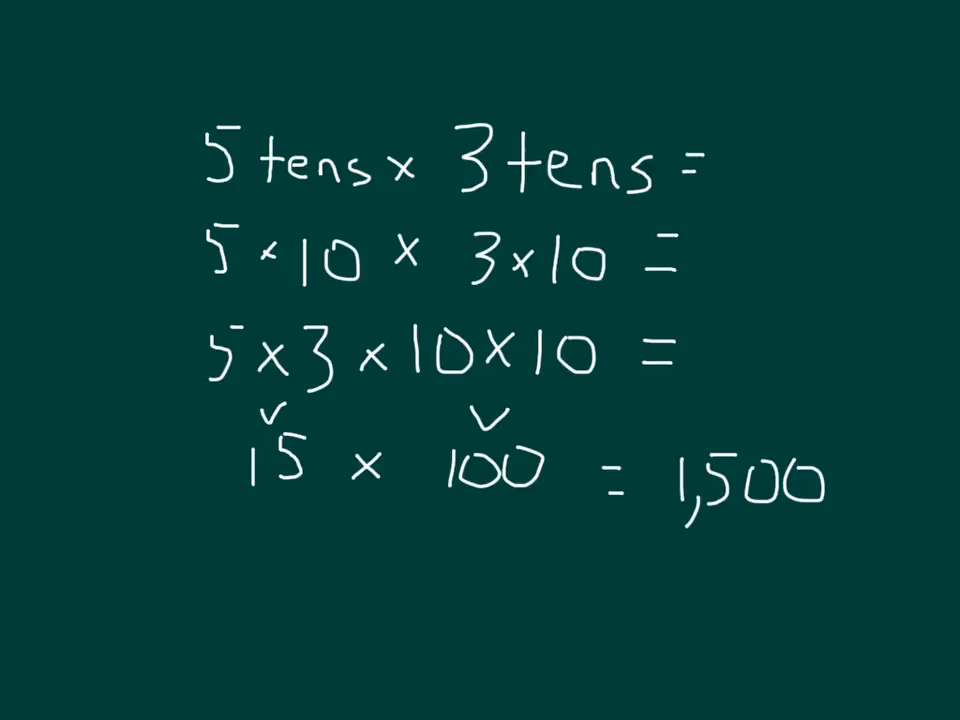 5 tens x 3 tens =
5 x 10 x 3 x 10 =
5 x 3 x 10 x 10 =
15 x 100 = 1,500